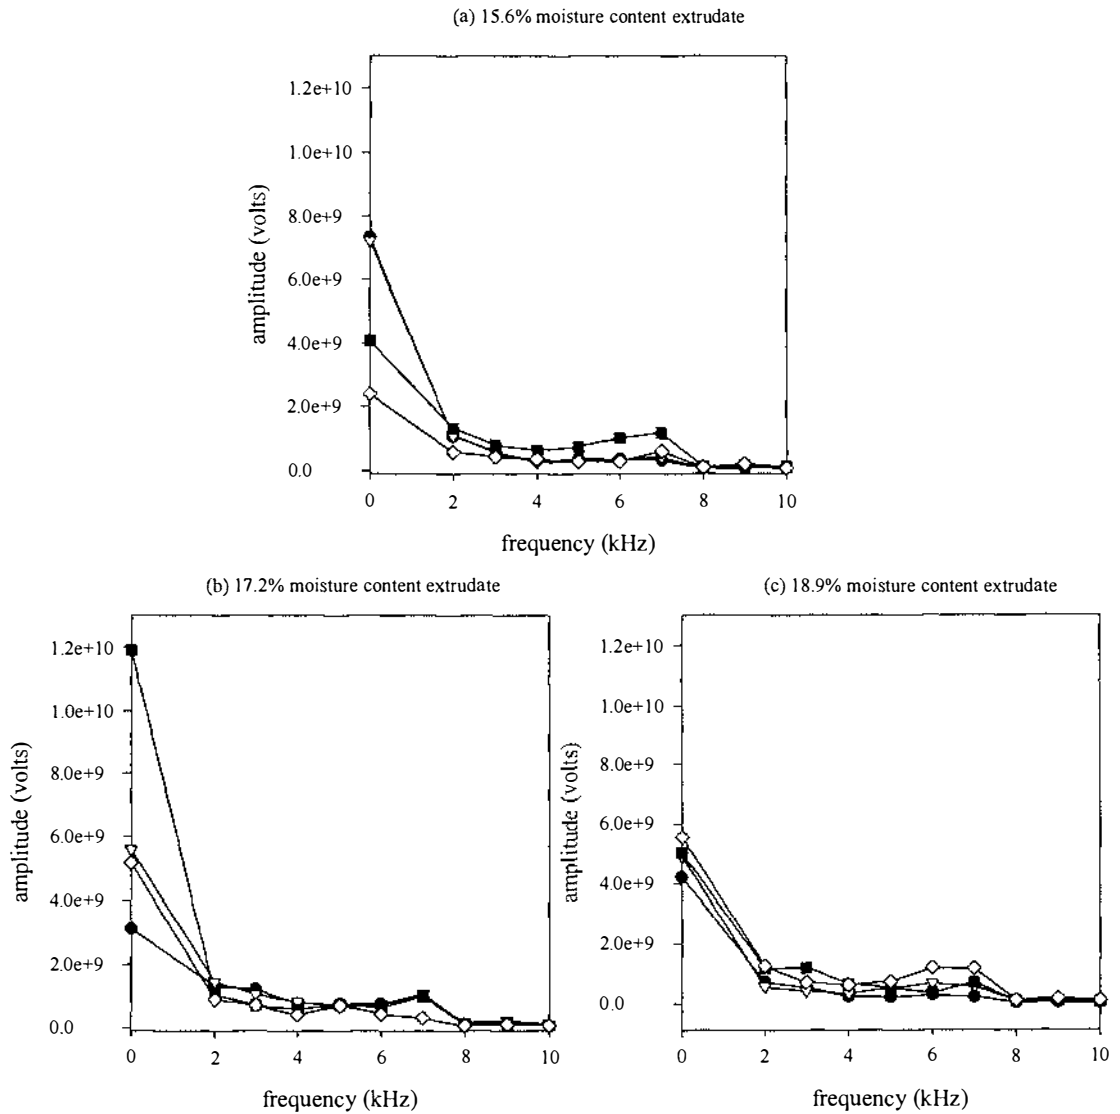 (a) 15.6% moisture content extrudate
1.2e+10
1.0e+10
8.0e+9
6.0e+9
4.0e+9
2.0e+9
0.0
amplitude (volts)
0 2 4 6 8 10
frequency (kHz)
(b) 17.2% moisture content extrudate
1.2e+10
1.0e+10
8.0e+9
6.0e+9
4.0e+9
2.0e+9
0.0
amplitude (volts)
0 2 4 6 8 10
frequency (kHz)
(c) 18.9% moisture content extrudate
1.2e+10
1.0e+10
8.0e+9
6.0e+9
4.0e+9
2.0e+9
0.0
amplitude (volts)
0 2 4 6 8 10
frequency (kHz)